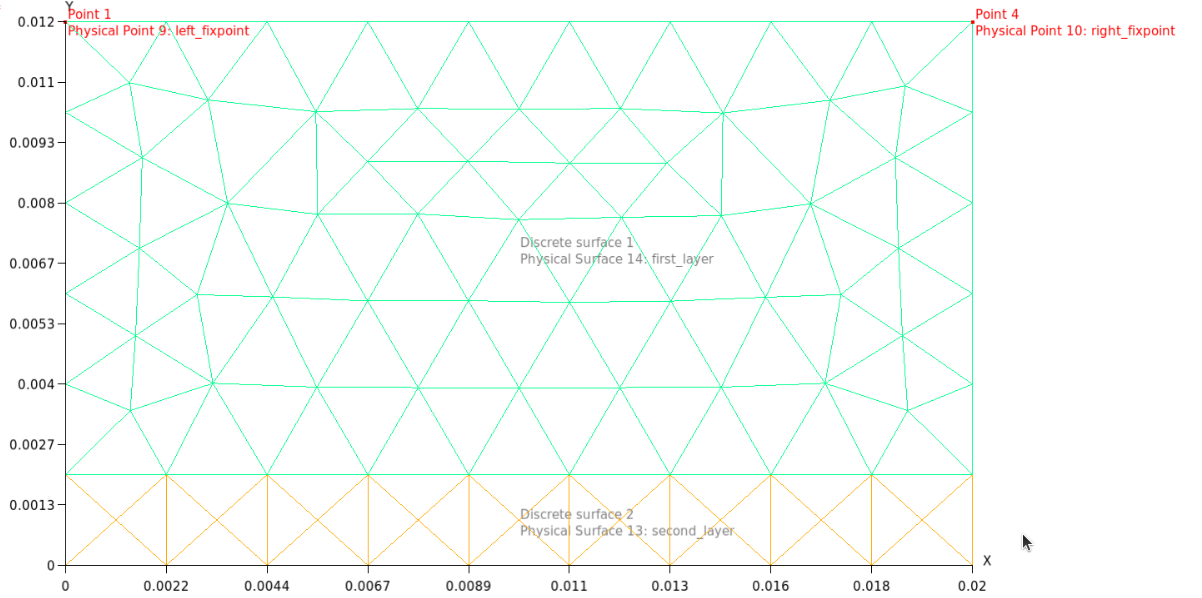 Y
Point 1
Physical Point 9: left_fixpoint
Point 4
Physical Point 10: right_fixpoint
0.012
0.011
0.0093
0.008
Discrete surface 1
Physical Surface 14: first_layer
0.0067
0.0053
0.004
0.0027
0.0013
Discrete surface 2
Physical Surface 13: second_layer
0
X
0
0.0022
0.0044
0.0067
0.0089
0.011
0.013
0.016
0.018
0.02